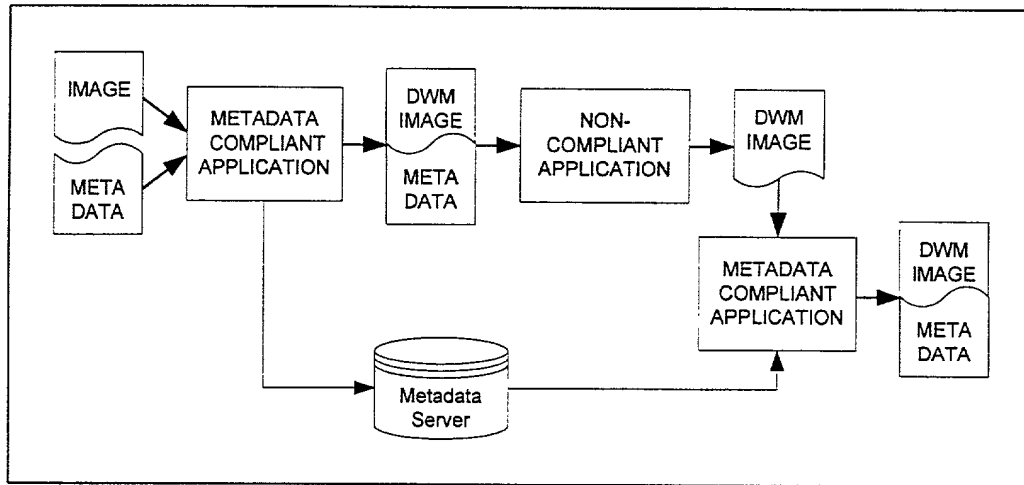 IMAGE
META
DATA
METADATA
COMPLIANT
APPLICATION
DWM
IMAGE
META
DATA
NON-
COMPLIANT
APPLICATION
DWM
IMAGE
METADATA
COMPLIANT
APPLICATION
DWM
IMAGE
META
DATA
Metadata
Server